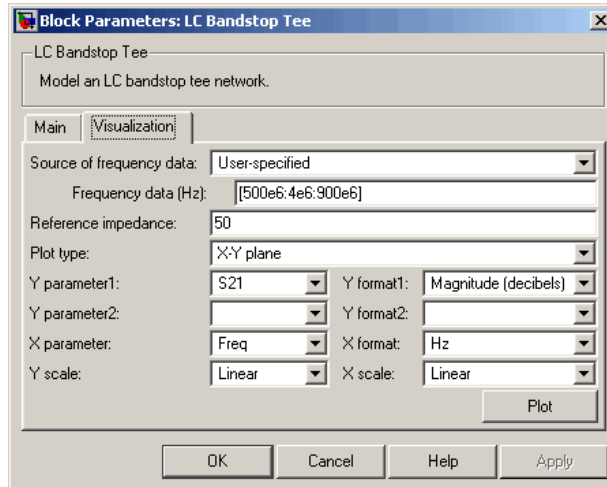 Block Parameters: LC Bandstop Tee
LC Bandstop Tee
Model an LC bandstop tee network.
Main Visualization
Source of frequency data: User-specified
Frequency data (Hz): [500e6:4e6:900e6]
Reference impedance: 50
Plot type: X-Y plane
Y parameter1: S21 Y format1: Magnitude (decibels)
Y parameter2: Y format2:
X parameter: Freq X format: Hz
Y scale: Linear X scale: Linear
Plot
OK Cancel Help Apply